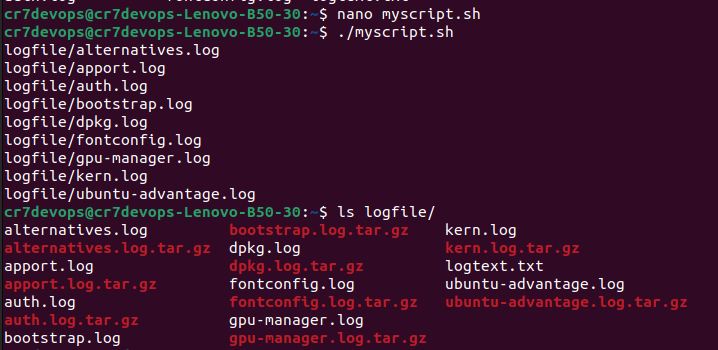 cr7devops@cr7devops-Lenovo-B50-30:~$ nano myscript.sh
cr7devops@cr7devops-Lenovo-B50-30:~$ ./myscript.sh
logfile/alternatives.log
logfile/apport.log
logfile/auth.log
logfile/bootstrap.log
logfile/dpkg.log
logfile/fontconfig.log
logfile/gpu-manager.log
logfile/kern.log
logfile/ubuntu-advantage.log
cr7devops@cr7devops-Lenovo-B50-30:~$ ls logfile/
alternatives.log bootstrap.log.tar.gz kern.log
alternatives.log.tar.gz dpkg.log kern.log.tar.gz
apport.log dpkg.log.tar.gz logtext.txt
apport.log.tar.gz fontconfig.log ubuntu-advantage.log
auth.log fontconfig.log.tar.gz ubuntu-advantage.log.tar.gz
auth.log.tar.gz gpu-manager.log
bootstrap.log gpu-manager.log.tar.gz